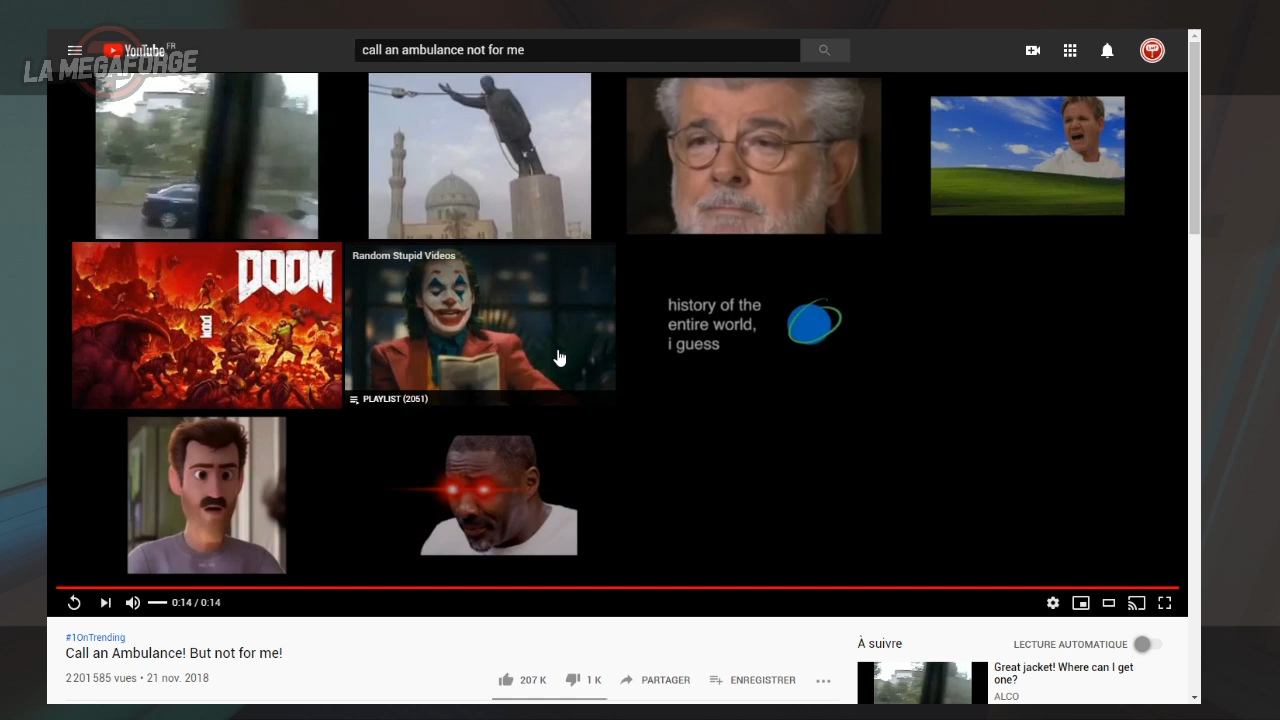 YouTube FR
call an ambulance not for me
LA MEGAFORGE
DOOM
DOOM
Random Stupid Videos
PLAYLIST (2051)
history of the
entire world,
i guess
0:14 / 0:14
#1OnTrending
Call an Ambulance! But not for me!
2 201 585 vues • 21 nov. 2018
207 K
1 K
PARTAGER
ENREGISTRER
À suivre
LECTURE AUTOMATIQUE
Great jacket! Where can I get
one?
ALCO